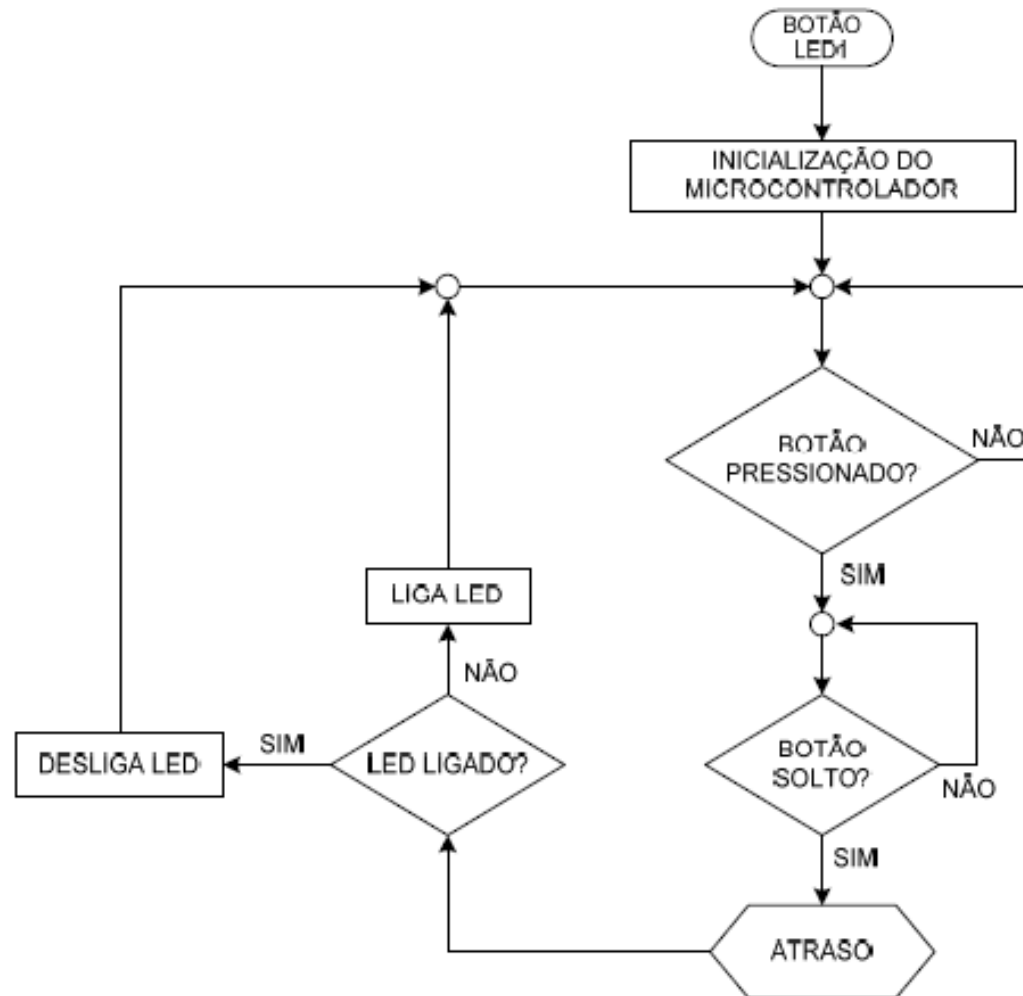 BOTÃO
LED1
INICIALIZAÇÃO DO
MICROCONTROLADOR
BOTÃO
PRESSIONADO?
NÃO
SIM
LIGA LED
NÃO
BOTÃO
SOLTO?
NÃO
SIM
DESLIGA LED
SIM
LED LIGADO?
ATRASO